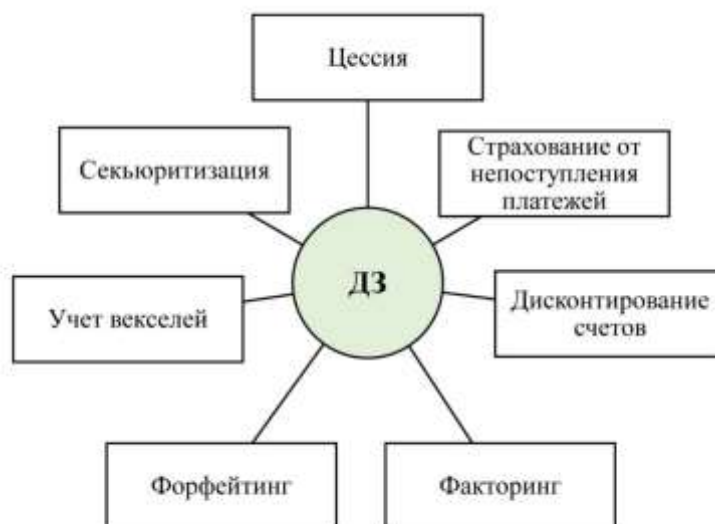 Цессия
Секьюритизация
Страхование от
непоступления
платежей
ДЗ
Учет векселей
Дисконтирование
счетов
Форфейтинг
Факторинг